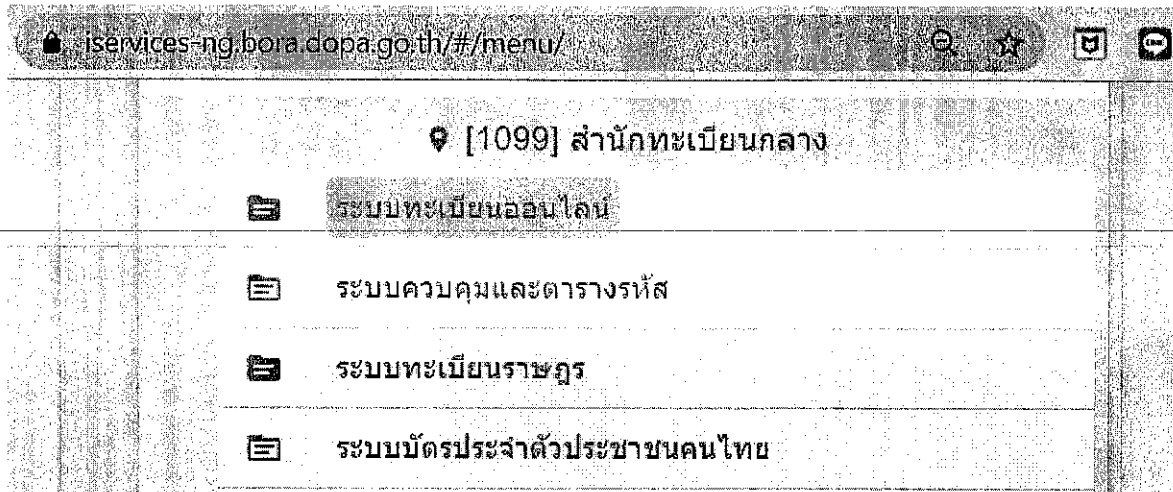 iservices-ng.bora.dopa.go.th/#/menu/
[1099] สำนักทะเบียนกลาง
ระบบทะเบียนออนไลน์
ระบบควบคุมและตารางรหัส
ระบบทะเบียนราษฎร
ระบบบัตรประจำตัวประชาชนคนไทย